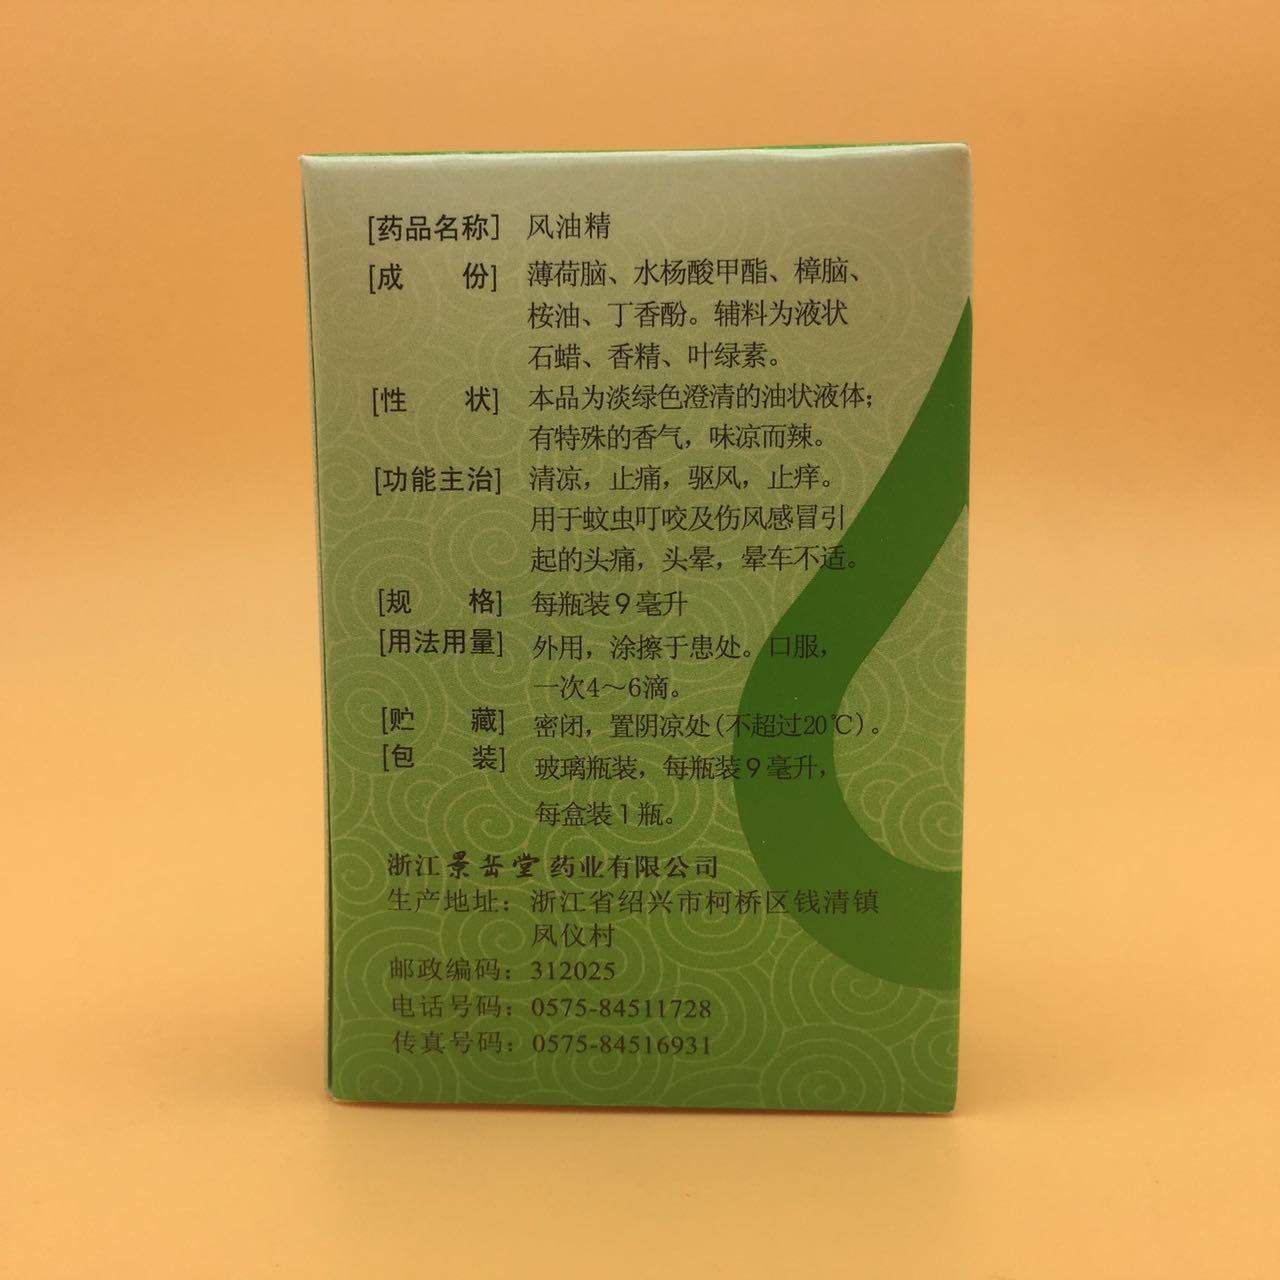 [药品名称] 风油精
[成 份] 薄荷脑、水杨酸甲酯、樟脑、
桉油、丁香酚。辅料为液状
石蜡、香精、叶绿素。
[性 状] 本品为淡绿色澄清的油状液体；
有特殊的香气，味凉而辣。
[功能主治] 清凉，止痛，驱风，止痒。
用于蚊虫叮咬及伤风感冒引
起的头痛，头晕，晕车不适。
[规 格] 每瓶装9毫升
[用法用量] 外用，涂擦于患处。口服，
一次4～6滴。
[贮 藏] 密闭，置阴凉处(不超过20℃)。
[包 装] 玻璃瓶装，每瓶装9毫升，
每盒装1瓶。
浙江景岳堂药业有限公司
生产地址：浙江省绍兴市柯桥区钱清镇
凤仪村
邮政编码：312025
电话号码：0575-84511728
传真号码：0575-84516931